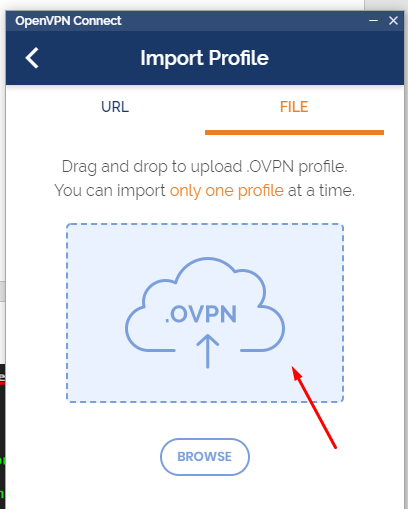 OpenVPN Connect
Import Profile
URL
FILE
Drag and drop to upload .OVPN profile.
You can import only one profile at a time.
.OVPN
BROWSE